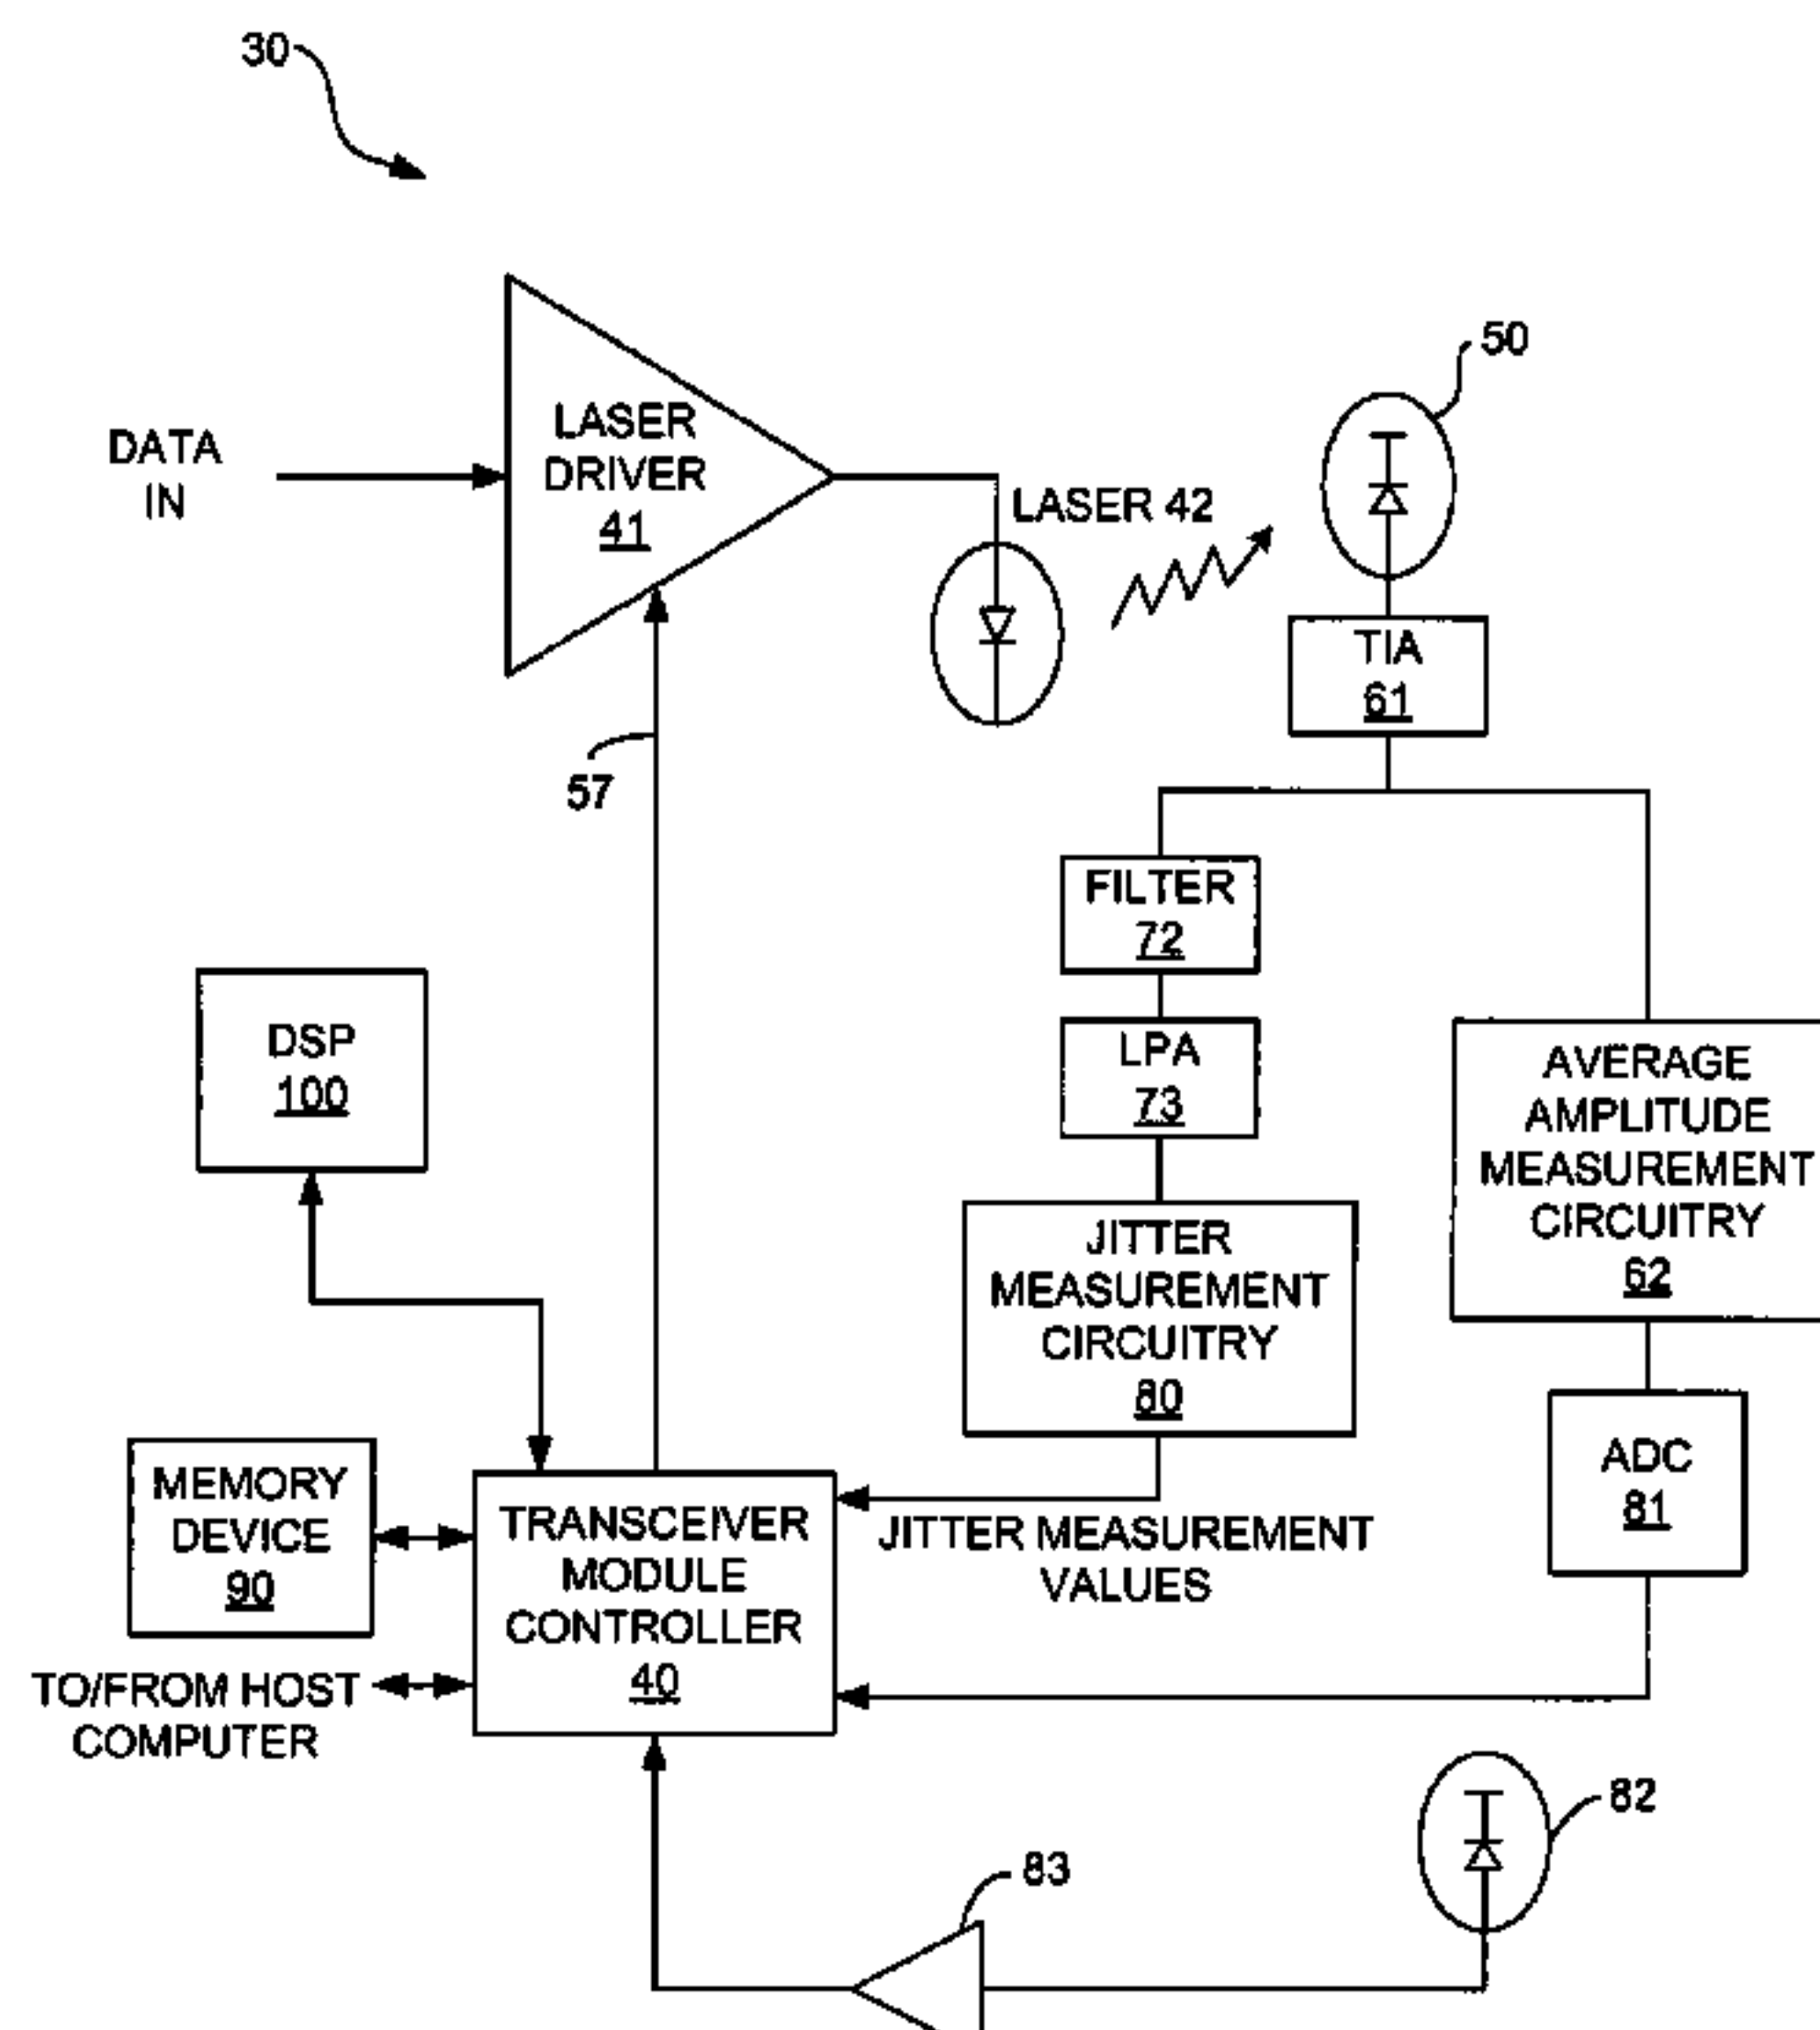 30
50
LASER
DRIVER
41
DATA
IN
LASER 42
TIA
61
57
FILTER
72
DSP
100
LPA
73
AVERAGE
AMPLITUDE
MEASUREMENT
CIRCUITRY
62
JITTER
MEASUREMENT
CIRCUITRY
80
ADC
81
MEMORY
DEVICE
90
TRANSCEIVER
MODULE
CONTROLLER
40
JITTER MEASUREMENT
VALUES
TO/FROM HOST
COMPUTER
82
83